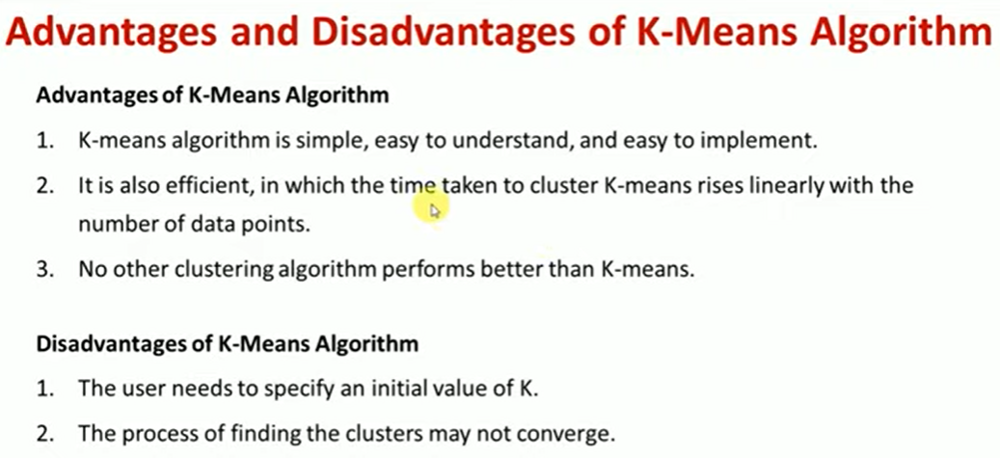 Advantages and Disadvantages of K-Means Algorithm
Advantages of K-Means Algorithm
1. K-means algorithm is simple, easy to understand, and easy to implement.
2. It is also efficient, in which the time taken to cluster K-means rises linearly with the
number of data points.
3. No other clustering algorithm performs better than K-means.
Disadvantages of K-Means Algorithm
1. The user needs to specify an initial value of K.
2. The process of finding the clusters may not converge.